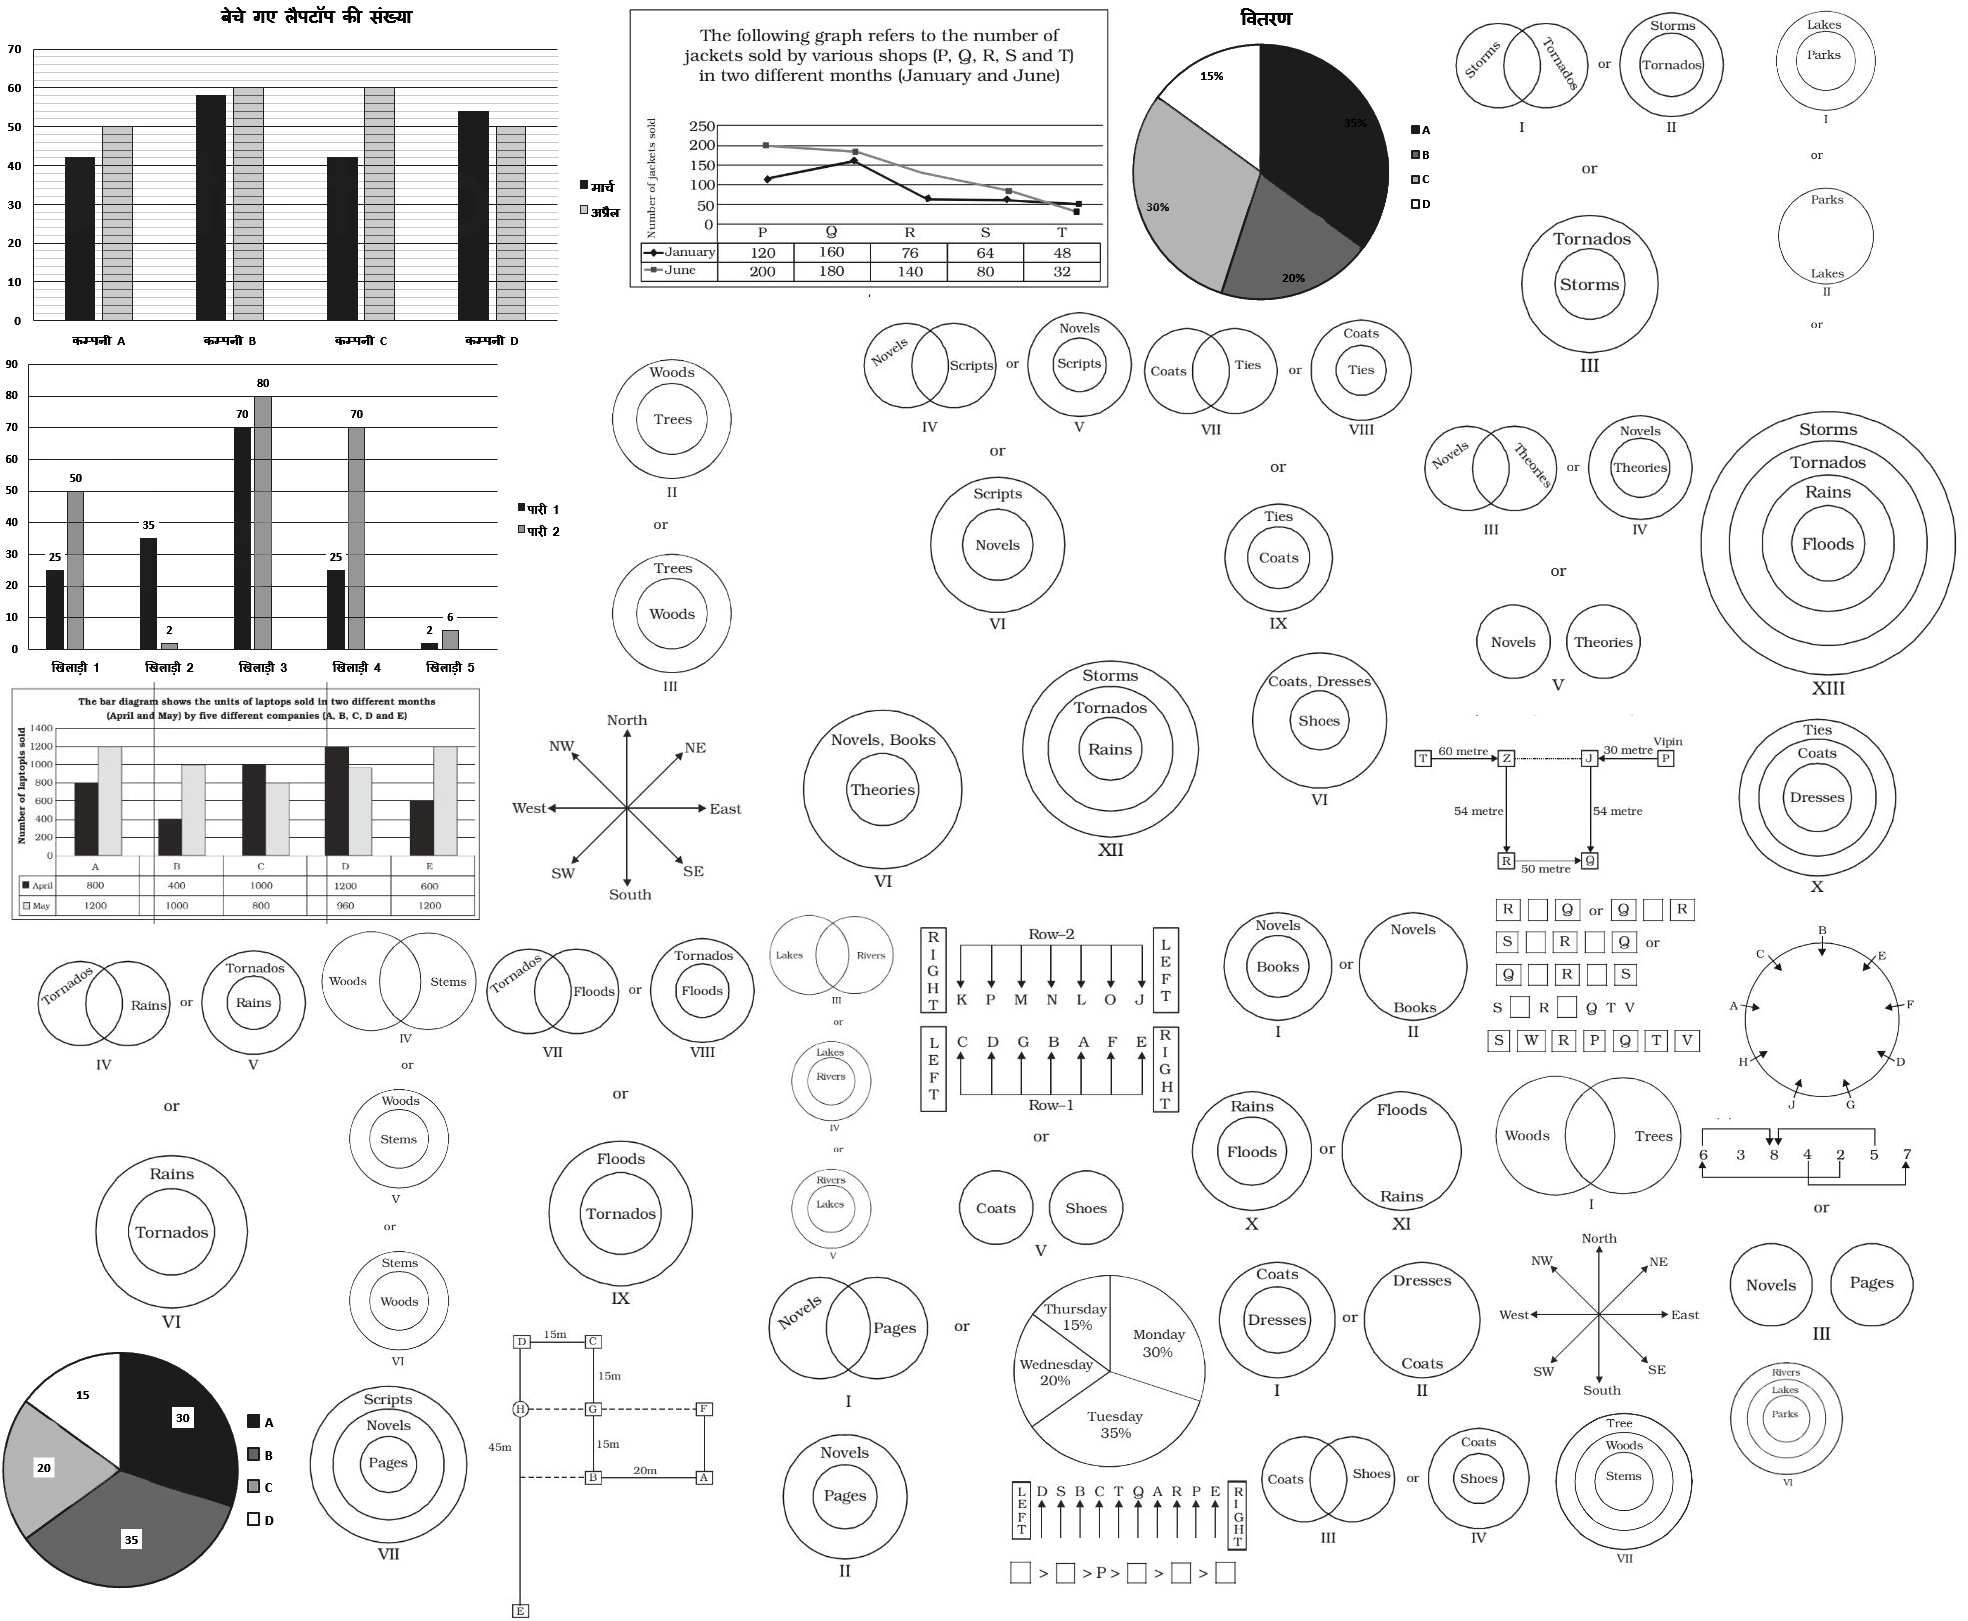 बेचे गए लैपटॉप की संख्या
70
60
50
40
30
20
10
0
कम्पनी A कम्पनी B कम्पनी C कम्पनी D
मार्च
अप्रैल
The following graph refers to the number of
jackets sold by various shops (P, Q, R, S and T)
in two different months (January and June)
Number of jackets sold
250
200
150
100
50
0
P Q R S T
January 120 160 76 64 48
June 200 180 140 80 32
वितरण
15%
35%
30%
20%
A
B
C
D
Storms Tornados or Storms Tornados
I II
or
Tornados
Storms
III
Lakes
Parks
I
or
Parks
Lakes
II
or
90
80
70
60
50
40
30
20
10
0
25 50 35 2 70 80 25 70 2 6
खिलाड़ी 1 खिलाड़ी 2 खिलाड़ी 3 खिलाड़ी 4 खिलाड़ी 5
पारी 1
पारी 2
Woods
Trees
II
or
Trees
Woods
III
Novels Scripts or Novels Scripts
IV V
or
Scripts
Novels
VI
Coats Ties or Coats Ties
VII VIII
or
Ties
Coats
IX
Novels Theories or Novels Theories
III IV
or
Novels Theories
V
Storms
Tornados
Rains
Floods
XIII
The bar diagram shows the units of laptops sold in two different months
(April and May) by five different companies (A, B, C, D and E)
Number of laptopis sold
1400
1200
1000
800
600
400
200
0
A B C D E
April 800 400 1000 1200 600
May 1200 1000 800 960 1200
North
NW NE
West East
SW SE
South
Novels, Books
Theories
VI
Storms
Tornados
Rains
XII
Coats, Dresses
Shoes
VI
T 60 metre Z J 30 metre P Vipin
54 metre 54 metre
R 50 metre Q
Ties
Coats
Dresses
X
Tornados Rains or Tornados Rains
IV V
or
Rains
Tornados
VI
Woods Stems
IV
or
Woods
Stems
V
or
Stems
Woods
VI
Tornados Floods or Tornados Floods
VII VIII
or
Floods
Tornados
IX
Lakes Rivers
III
or
Lakes
Rivers
IV
or
Rivers
Lakes
V
RIGHT Row–2 LEFT
K P M N L O J
LEFT C D G B A F E RIGHT
Row–1
or
Coats Shoes
V
Novels
Books
or
Novels
Books
I II
Rains
Floods
or
Floods
Rains
X XI
R Q or Q R
S R Q or
Q R S
S R Q T V
S W R P Q T V
B
C E
A F
H D
J G
Woods Trees
I
6 3 8 4 2 5 7
or
Novels Pages
III
15
30
20
35
A
B
C
D
Scripts
Novels
Pages
VII
D 15m C
15m
H G F
45m 15m
B 20m A
E
Novels Pages or
I
Novels
Pages
II
Thursday
15%
Monday
30%
Wednesday
20%
Tuesday
35%
Coats
Dresses
or
Dresses
Coats
I II
North
NW NE
West East
SW SE
South
LEFT D S B C T Q A R P E RIGHT
> > P > > >
Coats Shoes or Coats Shoes
III IV
Tree
Woods
Stems
VII
Rivers
Lakes
Parks
VI